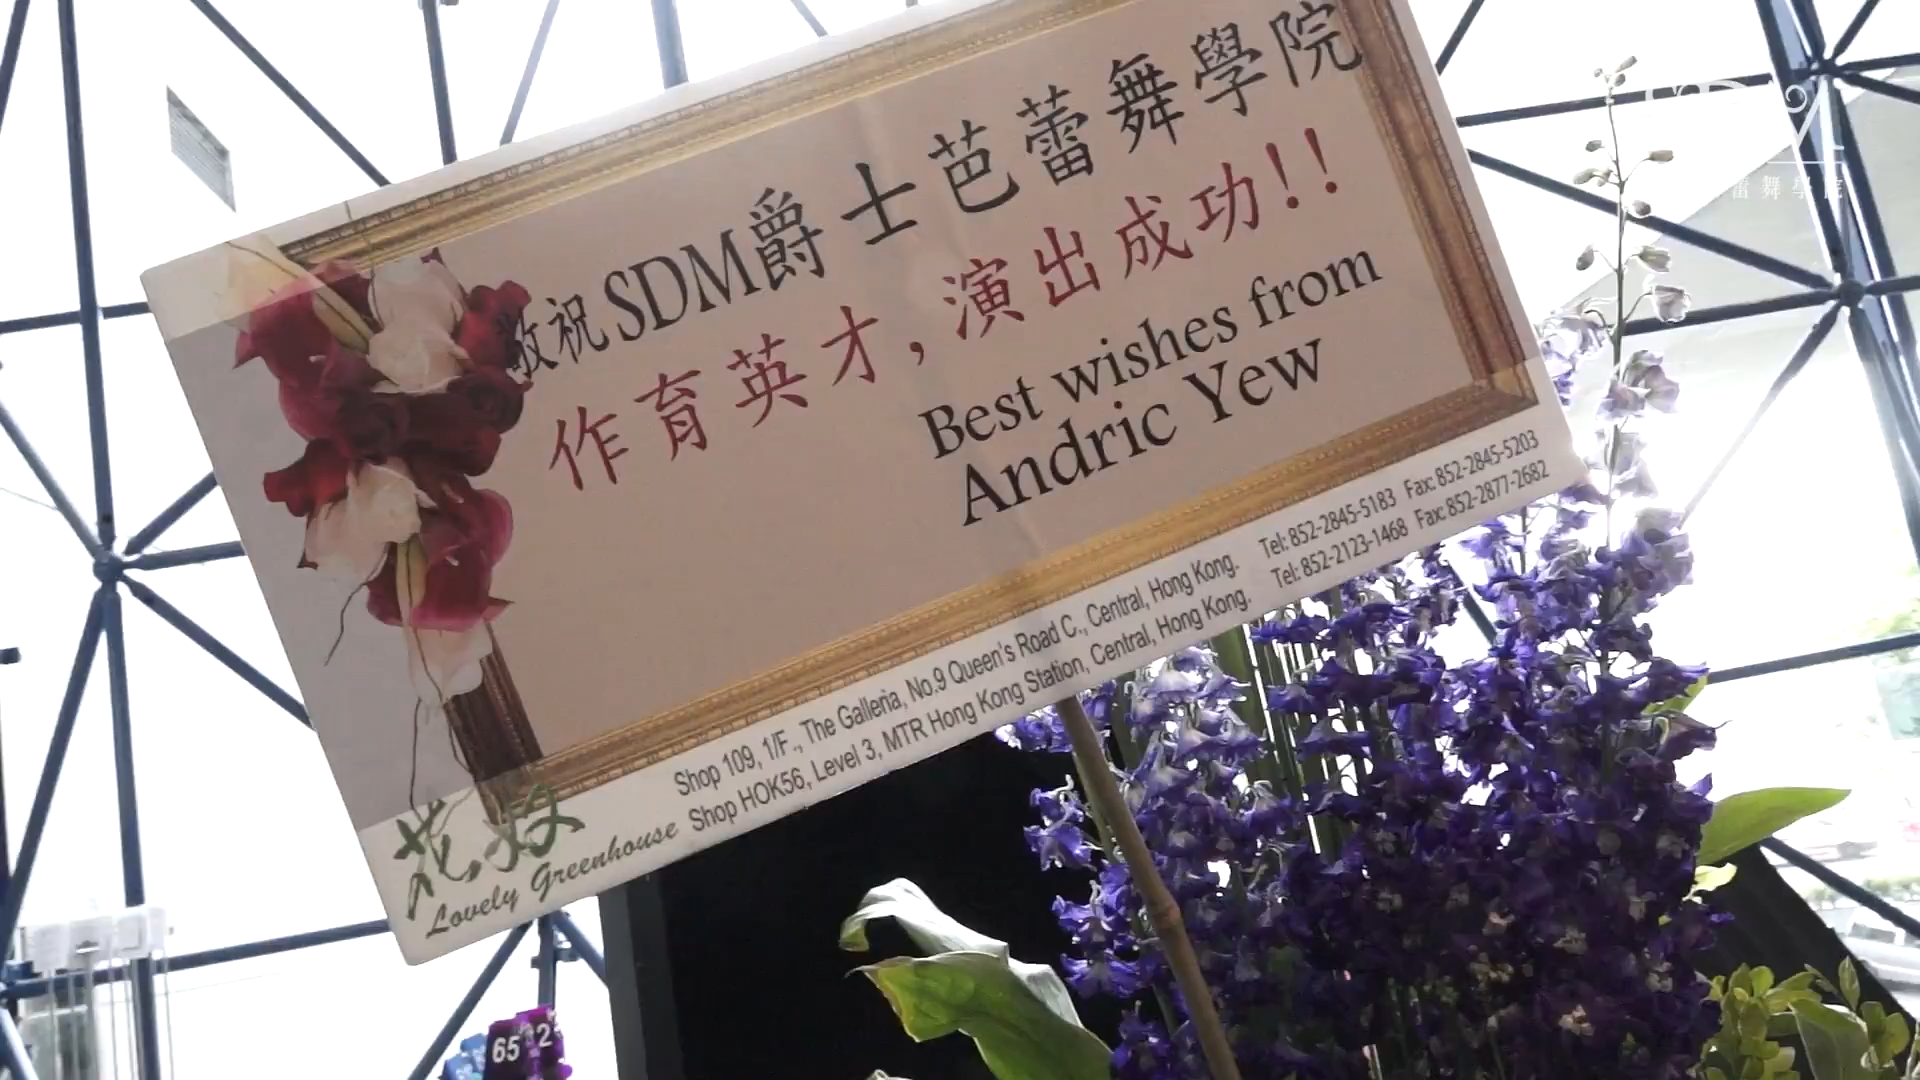 敬祝SDM爵士芭蕾舞學院
作育英才,演出成功!!
Best wishes from
Andric Yew
Shop 109, 1/F., The Galleria, No.9 Queen's Road C., Central, Hong Kong. Tel: 852-2845-5183 Fax: 852-2845-5203
Shop HOK56, Level 3, MTR Hong Kong Station, Central, Hong Kong. Tel: 852-2123-1468 Fax: 852-2877-2682
Lovely Greenhouse
蕾舞學院
65